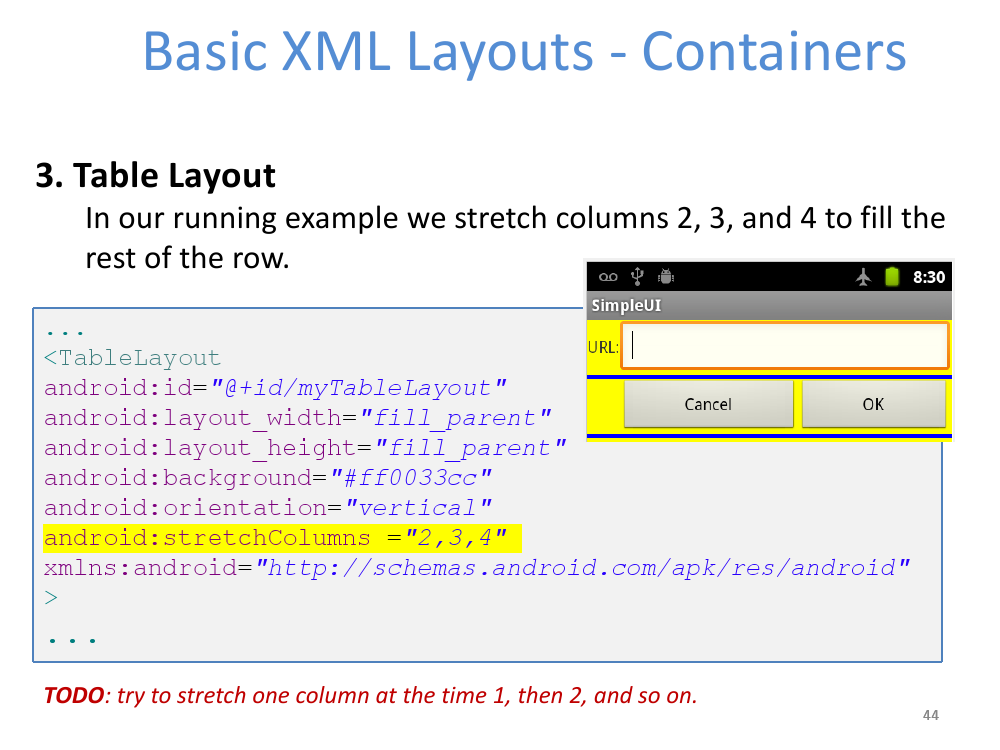 Basic XML Layouts - Containers
3. Table Layout
In our running example we stretch columns 2, 3, and 4 to fill the
rest of the row.
8:30
SimpleUI
URL:
Cancel OK
...
<TableLayout
android:id="@+id/myTableLayout"
android:layout_width="fill_parent"
android:layout_height="fill_parent"
android:background="#ff0033cc"
android:orientation="vertical"
android:stretchColumns ="2,3,4"
xmlns:android="http://schemas.android.com/apk/res/android"
>
...
TODO: try to stretch one column at the time 1, then 2, and so on.
44